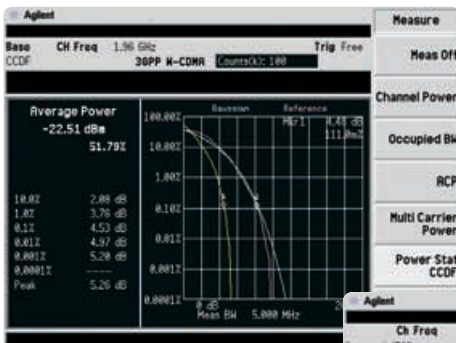 Agilent
Measure
Base CH Freq 1.96 GHz Trig Free
CCDF 3GPP W-CDMA Counts(k): 100
Meas Off
Channel Power
Occupied BW
ACP
Multi Carrier
Power
Power Stat
CCDF
Average Power
-22.51 dBm
51.79%
10.0% 2.08 dB
1.0% 3.76 dB
0.1% 4.53 dB
0.01% 4.97 dB
0.001% 5.20 dB
0.0001% -----
Peak 5.26 dB
Gaussian Reference
Mkr1 4.48 dB
111.0m%
100.00%
10.00%
1.00%
0.10%
0.01%
0.001%
0.0001%
0 dB 20
Mean BW 5.000 MHz
Agilent
Ch Freq